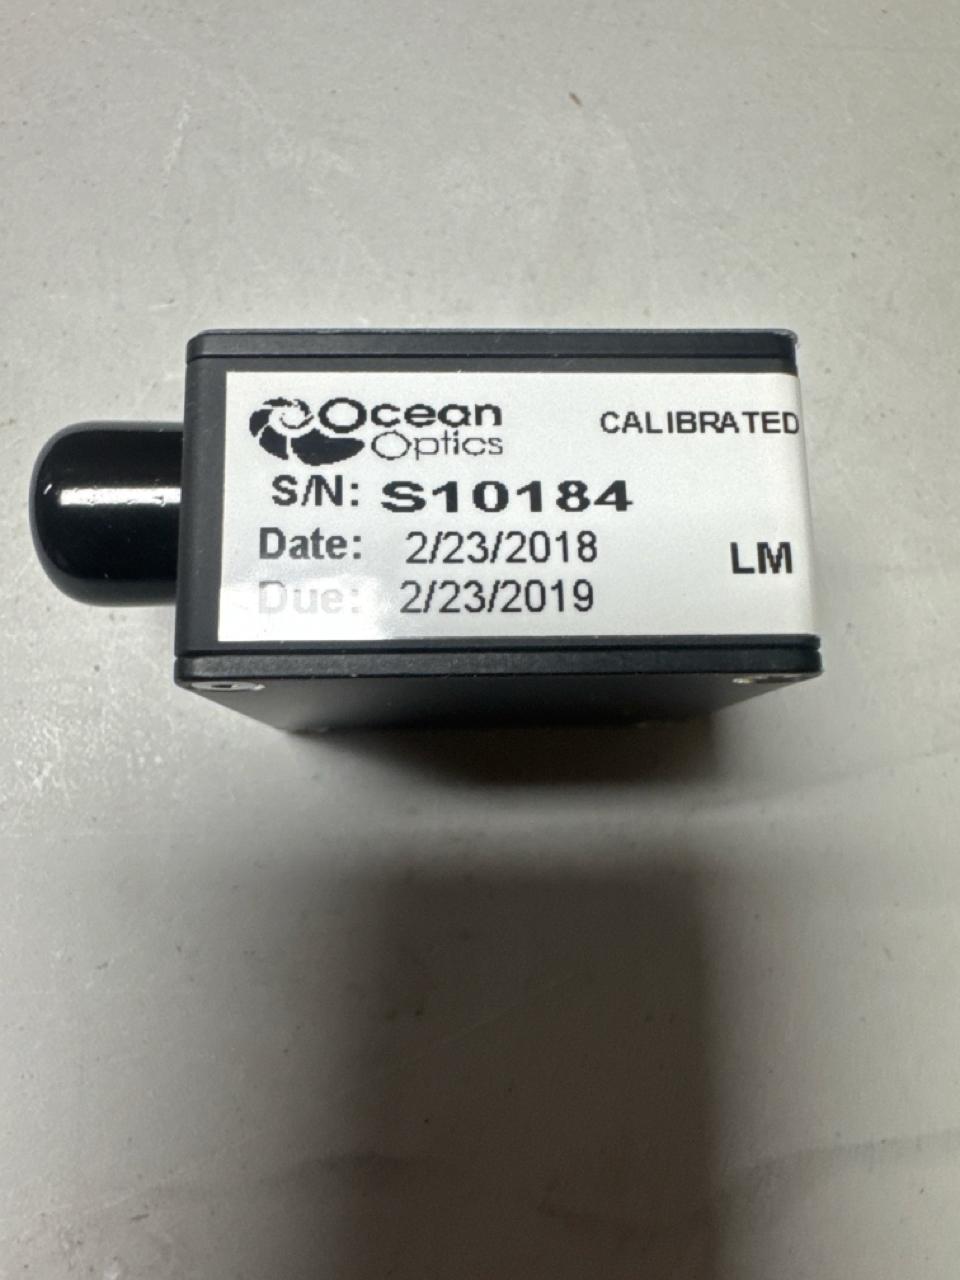 Ocean
Optics
CALIBRATED
S/N: S10184
Date: 2/23/2018
LM
Due: 2/23/2019